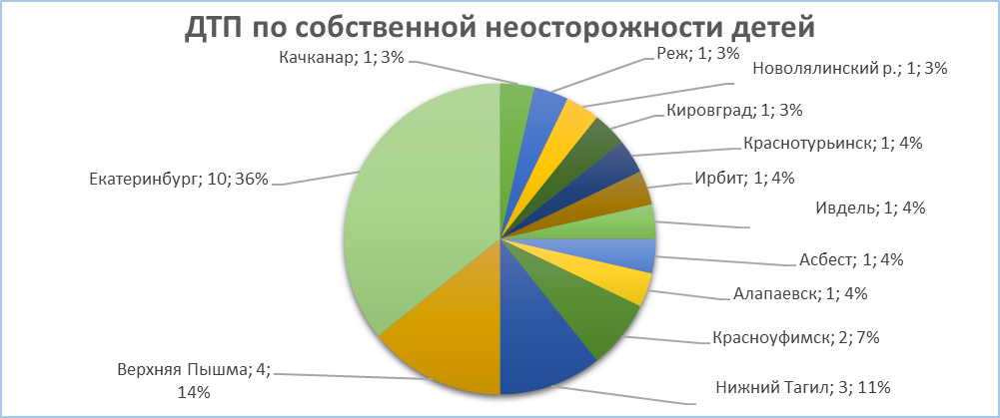 ДТП по собственной неосторожности детей
Качканар; 1; 3%
Реж; 1; 3%
Новолялинский р.; 1; 3%
Кировград; 1; 3%
Краснотурьинск; 1; 4%
Ирбит; 1; 4%
Ивдель; 1; 4%
Асбест; 1; 4%
Алапаевск; 1; 4%
Красноуфимск; 2; 7%
Нижний Тагил; 3; 11%
Верхняя Пышма; 4;
14%
Екатеринбург; 10; 36%